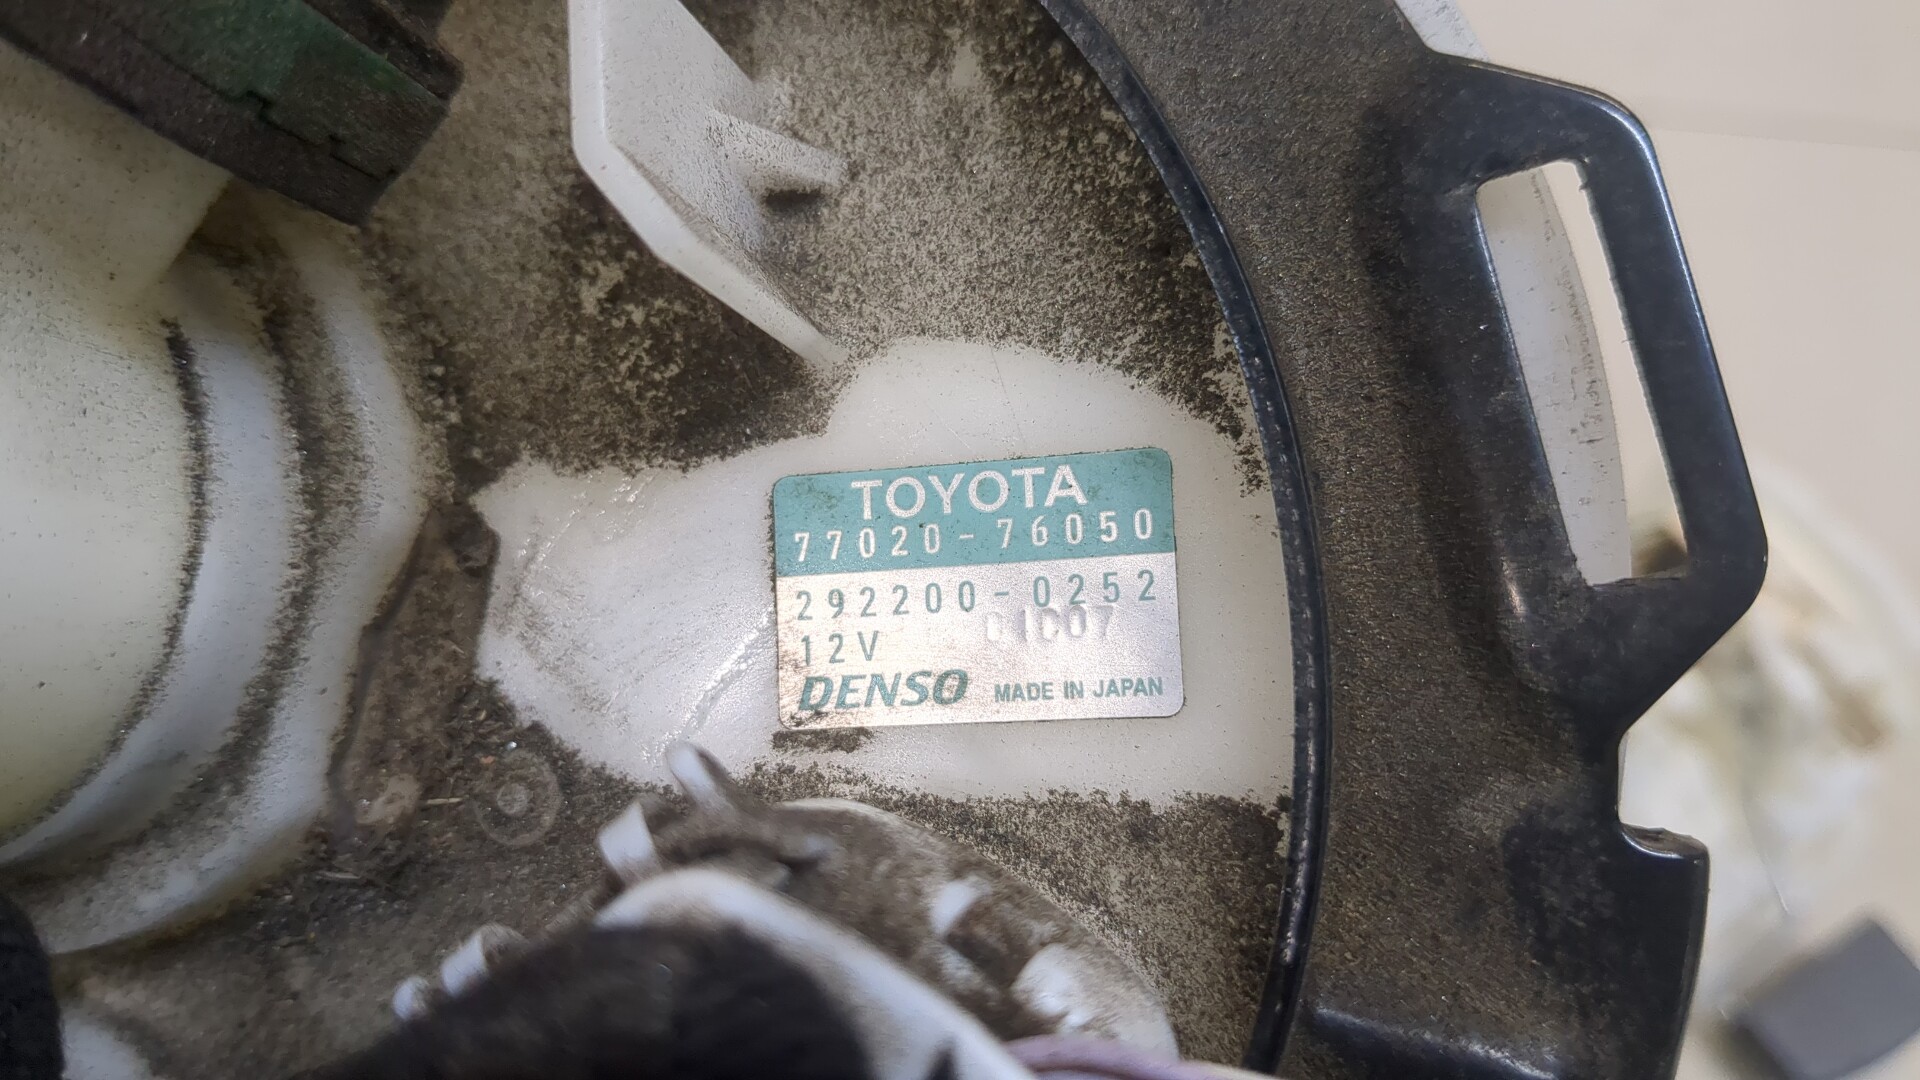 TOYOTA
77020-76050
292200-0252
12V
DENSO MADE IN JAPAN